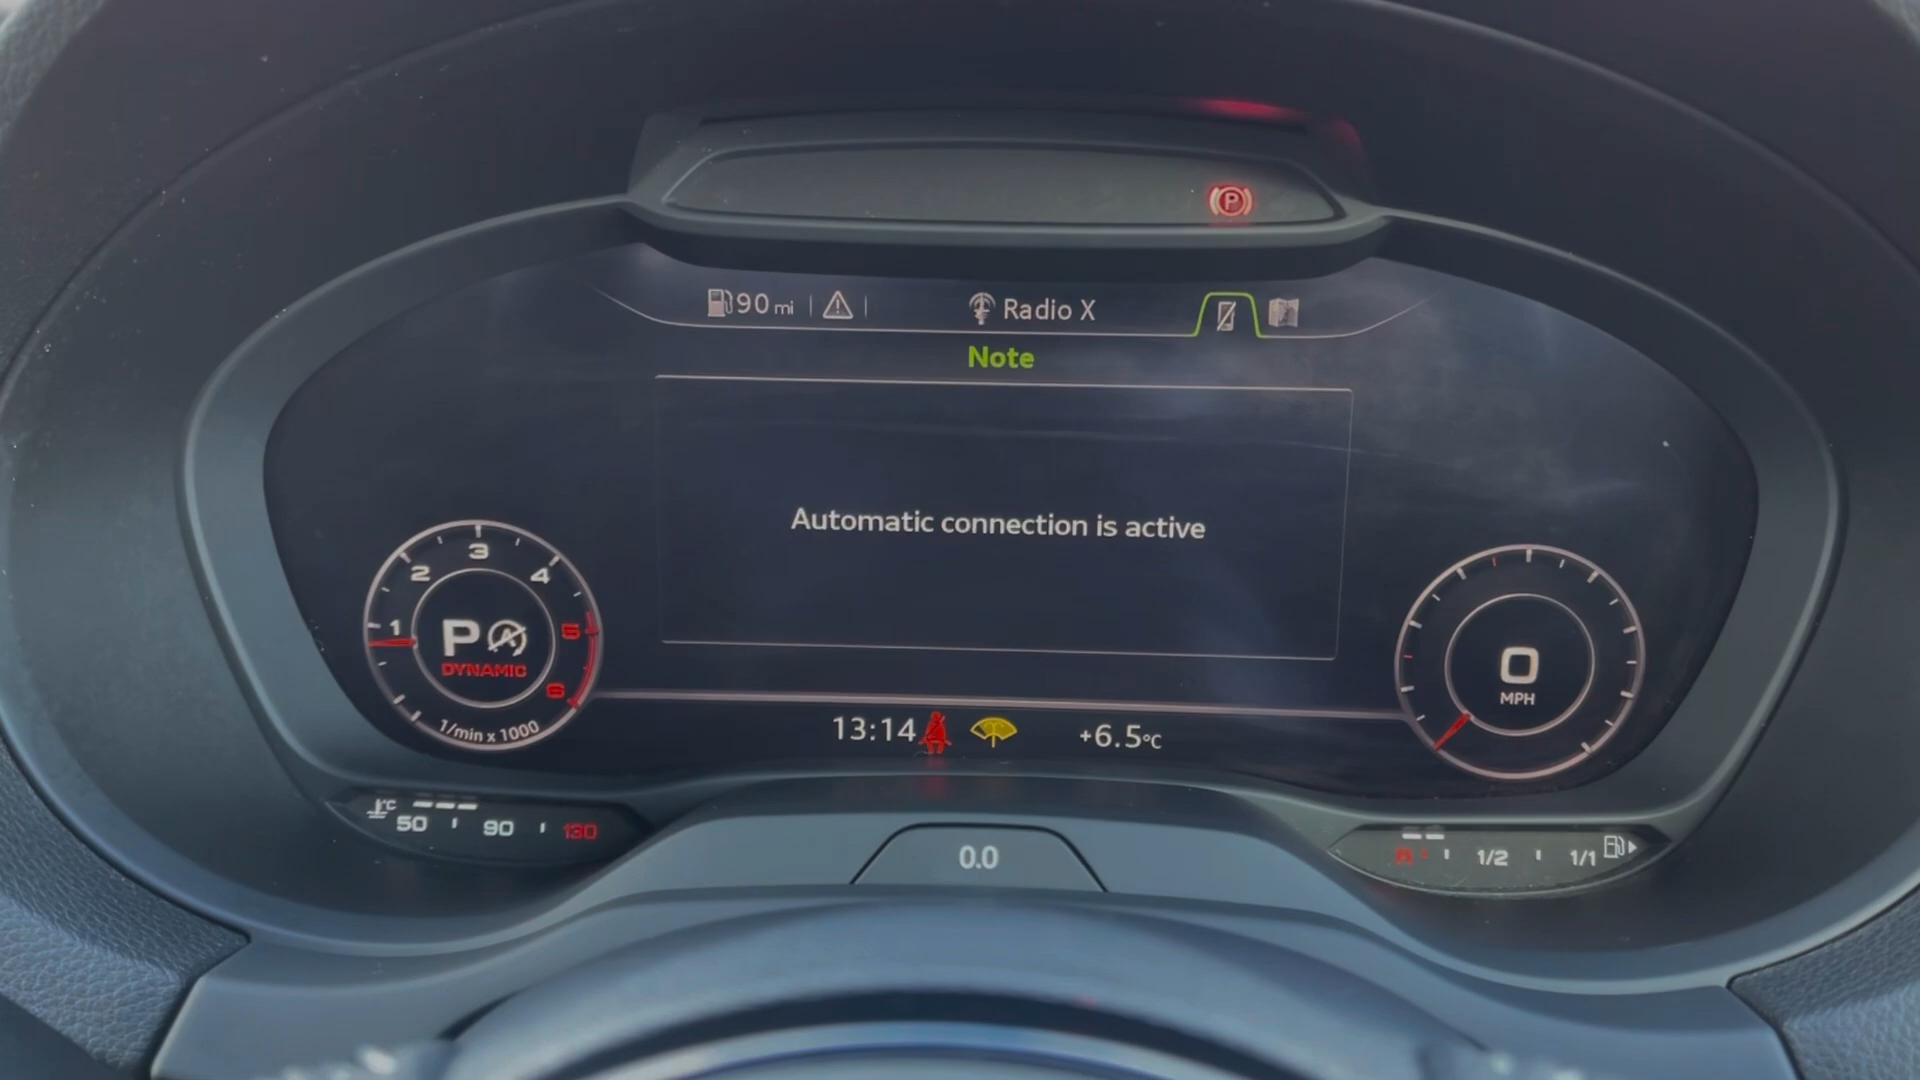 P
90 mi
Radio X
Note
Automatic connection is active
1
2
3
4
5
6
P A
DYNAMIC
1/min x 1000
0
MPH
13:14
+6.5°C
°C
50 90 130
0.0
R 1/2 1/1